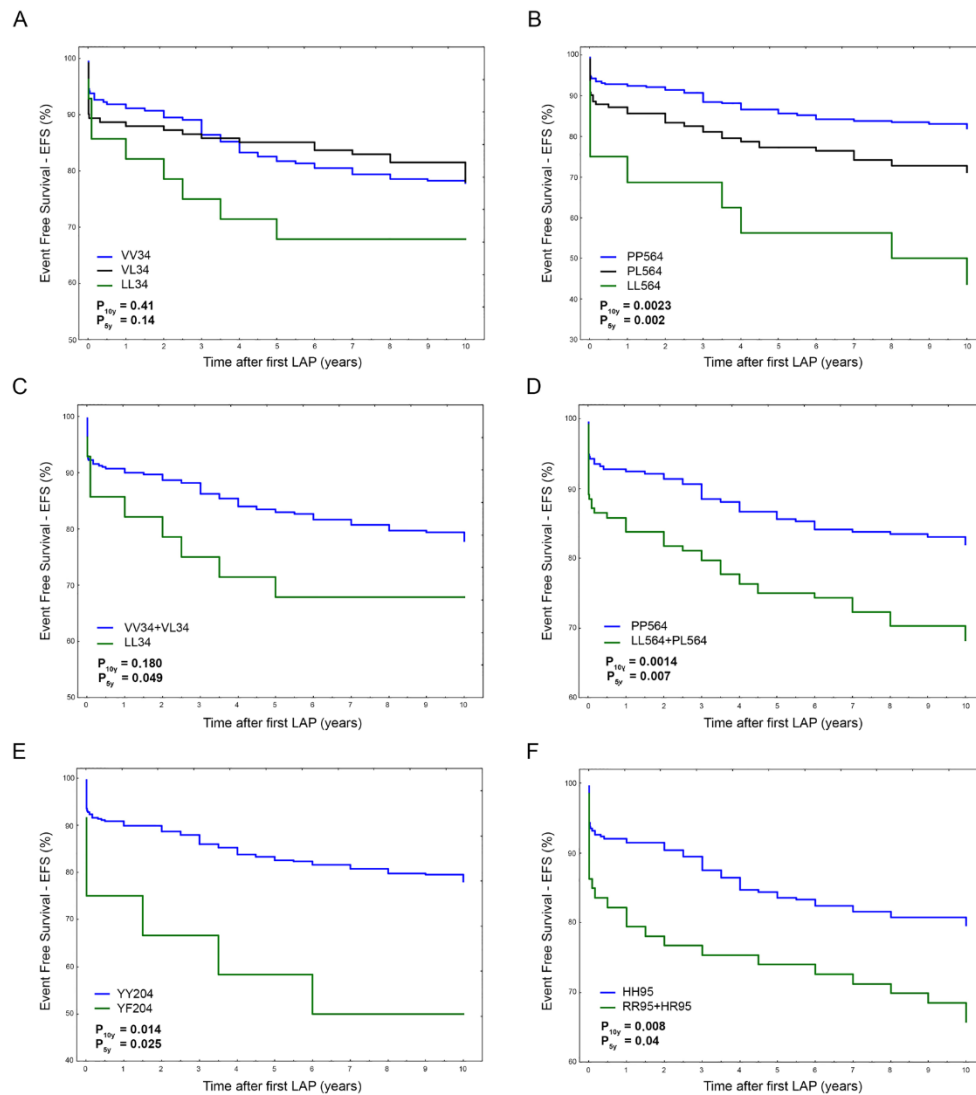 A
Event Free Survival - EFS (%)
100
90
80
70
60
50
VV34
VL34
LL34
P10y = 0.41
P5y = 0.14
0 1 2 3 4 5 6 7 8 9 10
Time after first LAP (years)
B
Event Free Survival - EFS (%)
100
90
80
70
60
50
40
30
PP564
PL564
LL564
P10y = 0.0023
P5y = 0.002
0 1 2 3 4 5 6 7 8 9 10
Time after first LAP (years)
C
Event Free Survival - EFS (%)
100
90
80
70
60
50
VV34+VL34
LL34
P10y = 0.180
P5y = 0.049
0 1 2 3 4 5 6 7 8 9 10
Time after first LAP (years)
D
Event Free Survival - EFS (%)
100
90
80
70
60
PP564
LL564+PL564
P10y = 0.0014
P5y = 0.007
0 1 2 3 4 5 6 7 8 9 10
Time after first LAP (years)
E
Event Free Survival - EFS (%)
100
90
80
70
60
50
40
YY204
YF204
P10y = 0.014
P5y = 0.025
0 1 2 3 4 5 6 7 8 9 10
Time after first LAP (years)
F
Event Free Survival - EFS (%)
100
90
80
70
60
HH95
RR95+HR95
P10y = 0,008
P5y = 0,04
0 1 2 3 4 5 6 7 8 9 10
Time after first LAP (years)